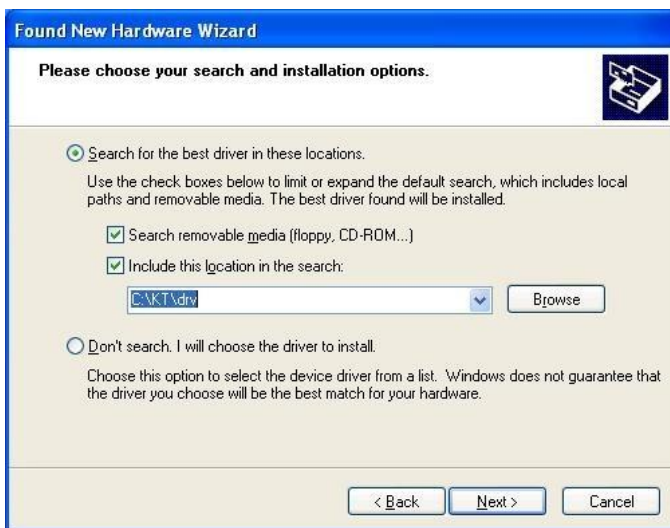 Found New Hardware Wizard
Please choose your search and installation options.
Search for the best driver in these locations.
Use the check boxes below to limit or expand the default search, which includes local
paths and removable media. The best driver found will be installed.
Search removable media (floppy, CD-ROM...)
Include this location in the search:
C:\KT\drv
Browse
Don't search. I will choose the driver to install.
Choose this option to select the device driver from a list. Windows does not guarantee that
the driver you choose will be the best match for your hardware.
< Back
Next >
Cancel